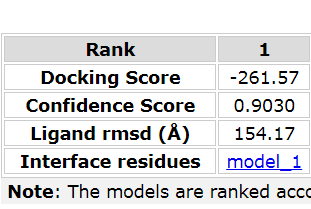 Rank 1
Docking Score -261.57
Confidence Score 0.9030
Ligand rmsd (Å) 154.17
Interface residues model_1
Note: The models are ranked